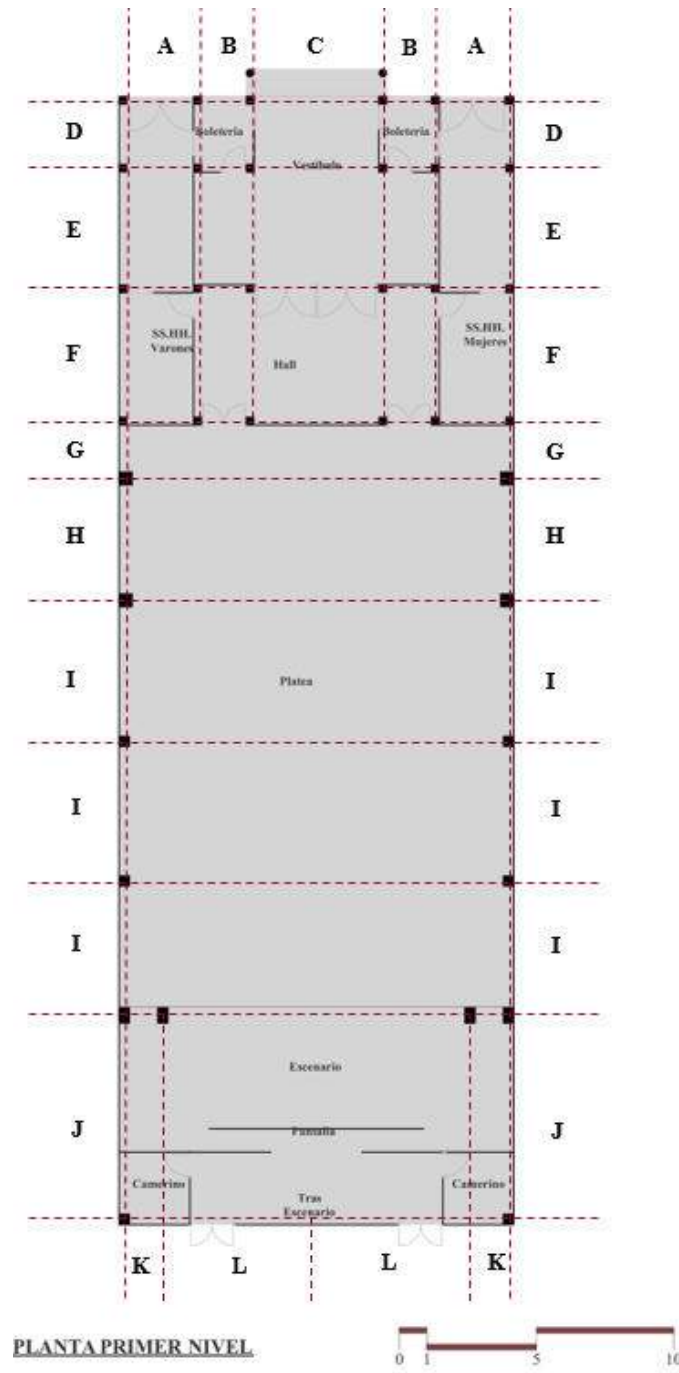 A B C B A
D Boletería Boletería D
Vestíbulo
E E
SS.HH. SS.HH.
Varones Mujeres
F Hall F
G G
H H
I Platea I
I I
I I
Escenario
J Pantalla J
Camerino Camerino
Tras
Escenario
K L L K
PLANTA PRIMER NIVEL
0 1 5 10